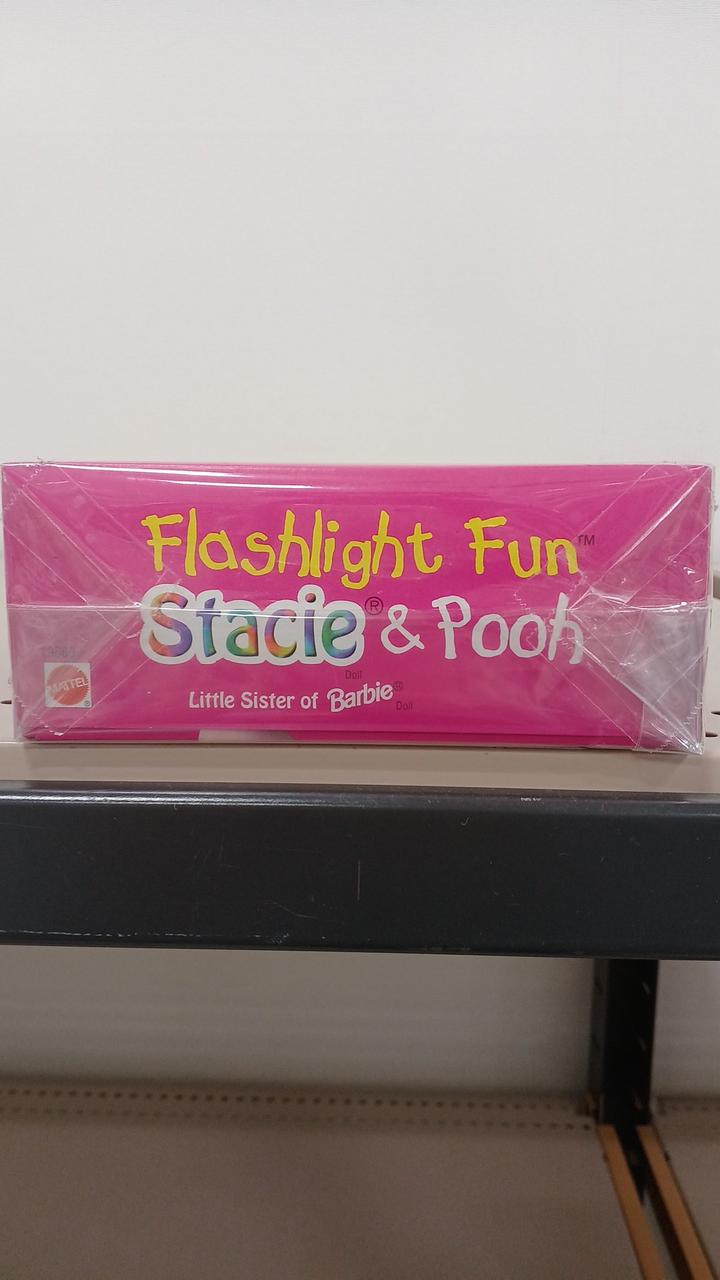 Flashlight Fun™
Stacie® & Pooh
Doll
Little Sister of Barbie® Doll
MATTEL®